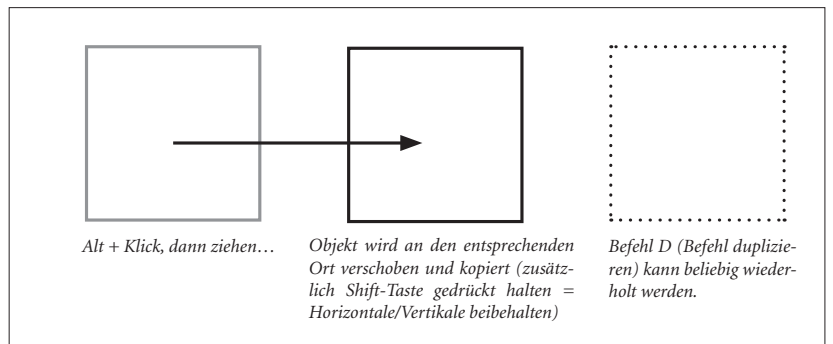 Alt + Klick, dann ziehen…
Objekt wird an den entsprechenden
Ort verschoben und kopiert (zusätz-
lich Shift-Taste gedrückt halten =
Horizontale/Vertikale beibehalten)
Befehl D (Befehl duplizie-
ren) kann beliebig wieder-
holt werden.